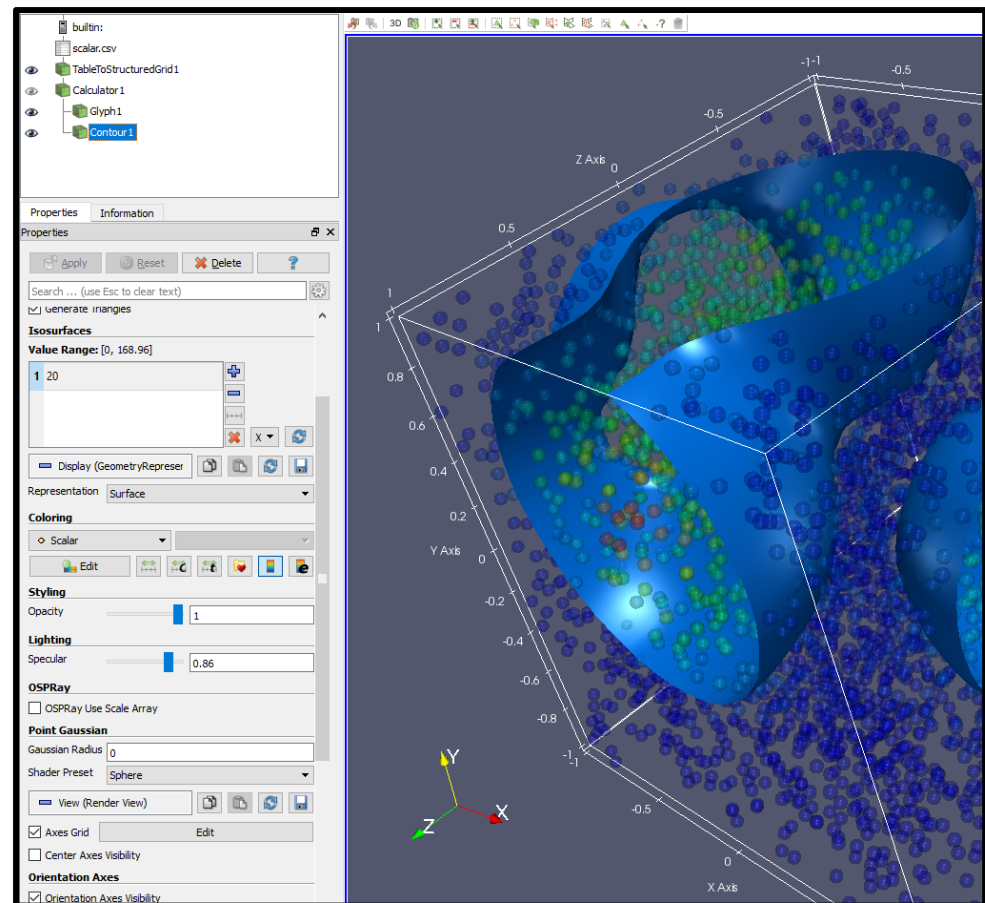 builtin:
scalar.csv
TableToStructuredGrid1
Calculator1
Glyph1
Contour1
Properties Information
Properties
Apply Reset Delete ?
Search ... (use Esc to clear text)
Generate Triangles
Isosurfaces
Value Range: [0, 168.96]
1 20
X
Display (GeometryRepreser
Representation Surface
Coloring
Scalar
Edit
Styling
Opacity 1
Lighting
Specular 0.86
OSPRay
OSPRay Use Scale Array
Point Gaussian
Gaussian Radius 0
Shader Preset Sphere
View (Render View)
Axes Grid Edit
Center Axes Visibility
Orientation Axes
Orientation Axes Visibility
3D
-1 -1
-0.5
-0.5
Z Axis
0
0.5
1
1
0.8
0.6
0.4
0.2
Y Axis
0
-0.2
-0.4
-0.6
-0.8
-1
-1
-0.5
0
X Axis
Y
X
Z